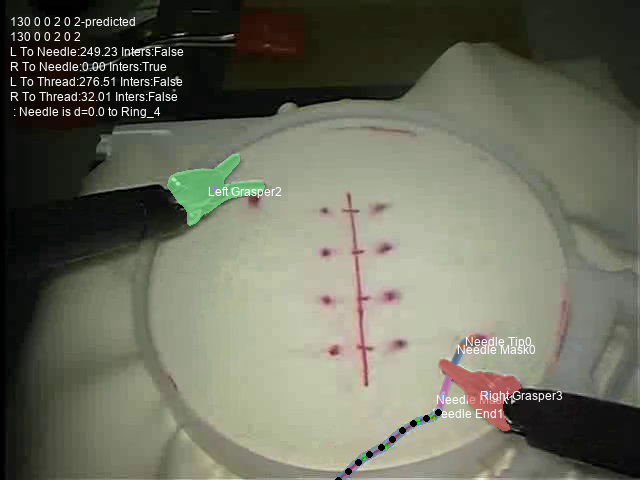 130 0 0 2 0 2-predicted
130 0 0 2 0 2
L To Needle:249.23 Inters:False
R To Needle:0.00 Inters:True
L To Thread:276.51 Inters:False
R To Thread:32.01 Inters:False
: Needle is d=0.0 to Ring_4
Left Grasper2
Needle Tip0
Needle Mask0
Right Grasper3
Needle
eedle End1